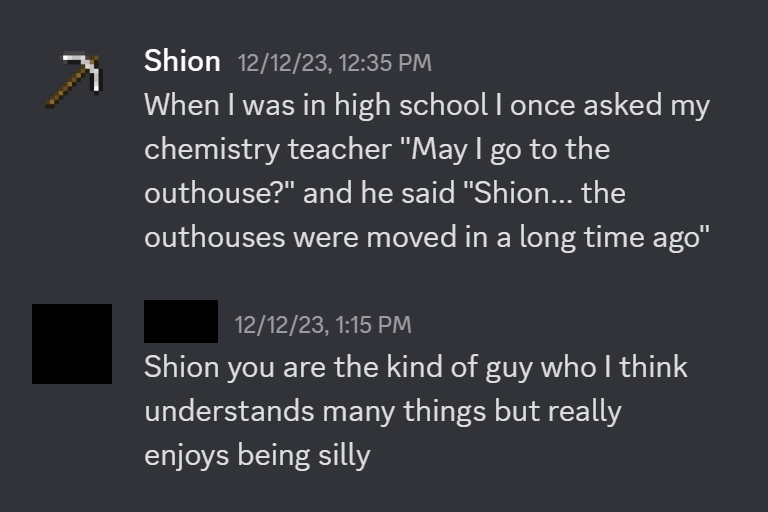 Shion 12/12/23, 12:35 PM
When I was in high school I once asked my
chemistry teacher "May I go to the
outhouse?" and he said "Shion... the
outhouses were moved in a long time ago"
12/12/23, 1:15 PM
Shion you are the kind of guy who I think
understands many things but really
enjoys being silly